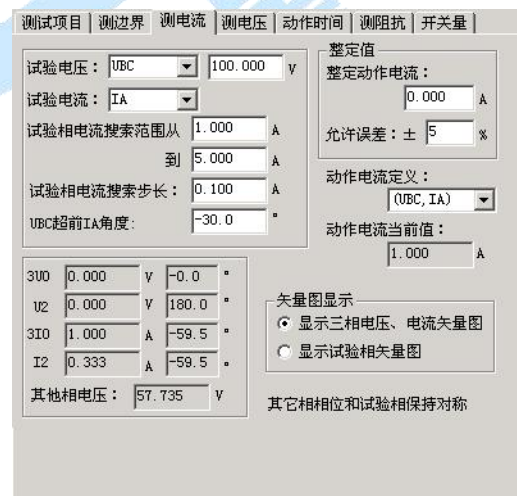 测试项目 测边界 测电流 测电压 动作时间 测阻抗 开关量
试验电压： UBC 100.000 V
试验电流： IA
试验相电流搜索范围从 1.000 A
到 5.000 A
试验相电流搜索步长： 0.100 A
UBC超前IA角度: -30.0 °
整定值
整定动作电流：
0.000 A
允许误差：± 5 %
动作电流定义：
(UBC,IA)
动作电流当前值：
1.000 A
3U0 0.000 V -0.0 °
U2 0.000 V 180.0 °
3I0 1.000 A -59.5 °
I2 0.333 A -59.5 °
其他相电压： 57.735 V
矢量图显示
显示三相电压、电流矢量图
显示试验相矢量图
其它相相位和试验相保持对称